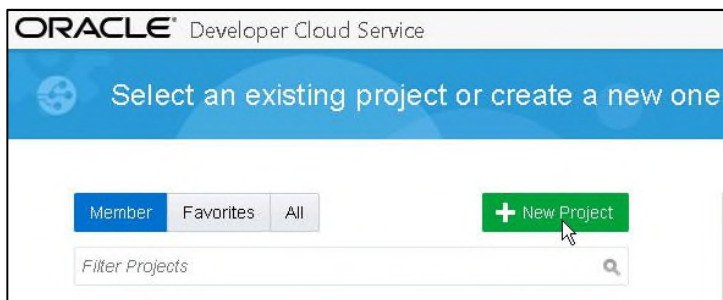 ORACLE® Developer Cloud Service
Select an existing project or create a new one
Member Favorites All + New Project
Filter Projects